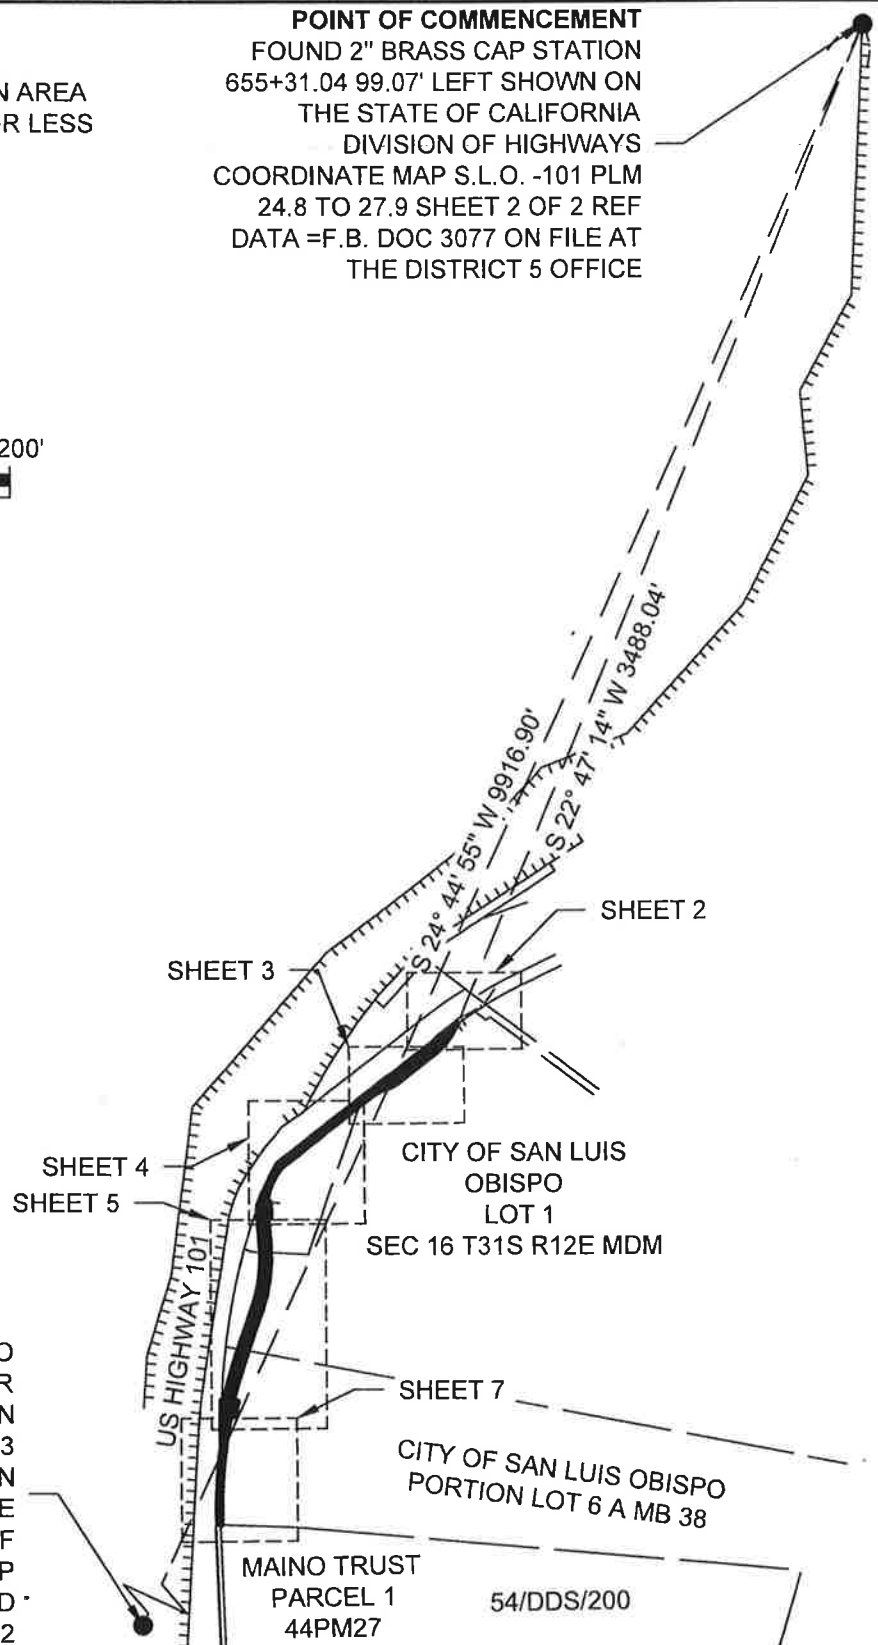 POINT OF COMMENCEMENT
FOUND 2" BRASS CAP STATION
655+31.04 99.07' LEFT SHOWN ON
THE STATE OF CALIFORNIA
DIVISION OF HIGHWAYS
COORDINATE MAP S.L.O. -101 PLM
24.8 TO 27.9 SHEET 2 OF 2 REF
DATA =F.B. DOC 3077 ON FILE AT
THE DISTRICT 5 OFFICE
N AREA
R LESS
200'
S 24° 44' 55" W 9916.90'
S 22° 47' 14" W 3488.04'
SHEET 2
SHEET 3
SHEET 4
SHEET 5
CITY OF SAN LUIS
OBISPO
LOT 1
SEC 16 T31S R12E MDM
US HIGHWAY 101
SHEET 7
CITY OF SAN LUIS OBISPO
PORTION LOT 6 A MB 38
O
R
N
3
N
E
F
P
D
2
MAINO TRUST
PARCEL 1
44PM27
54/DDS/200